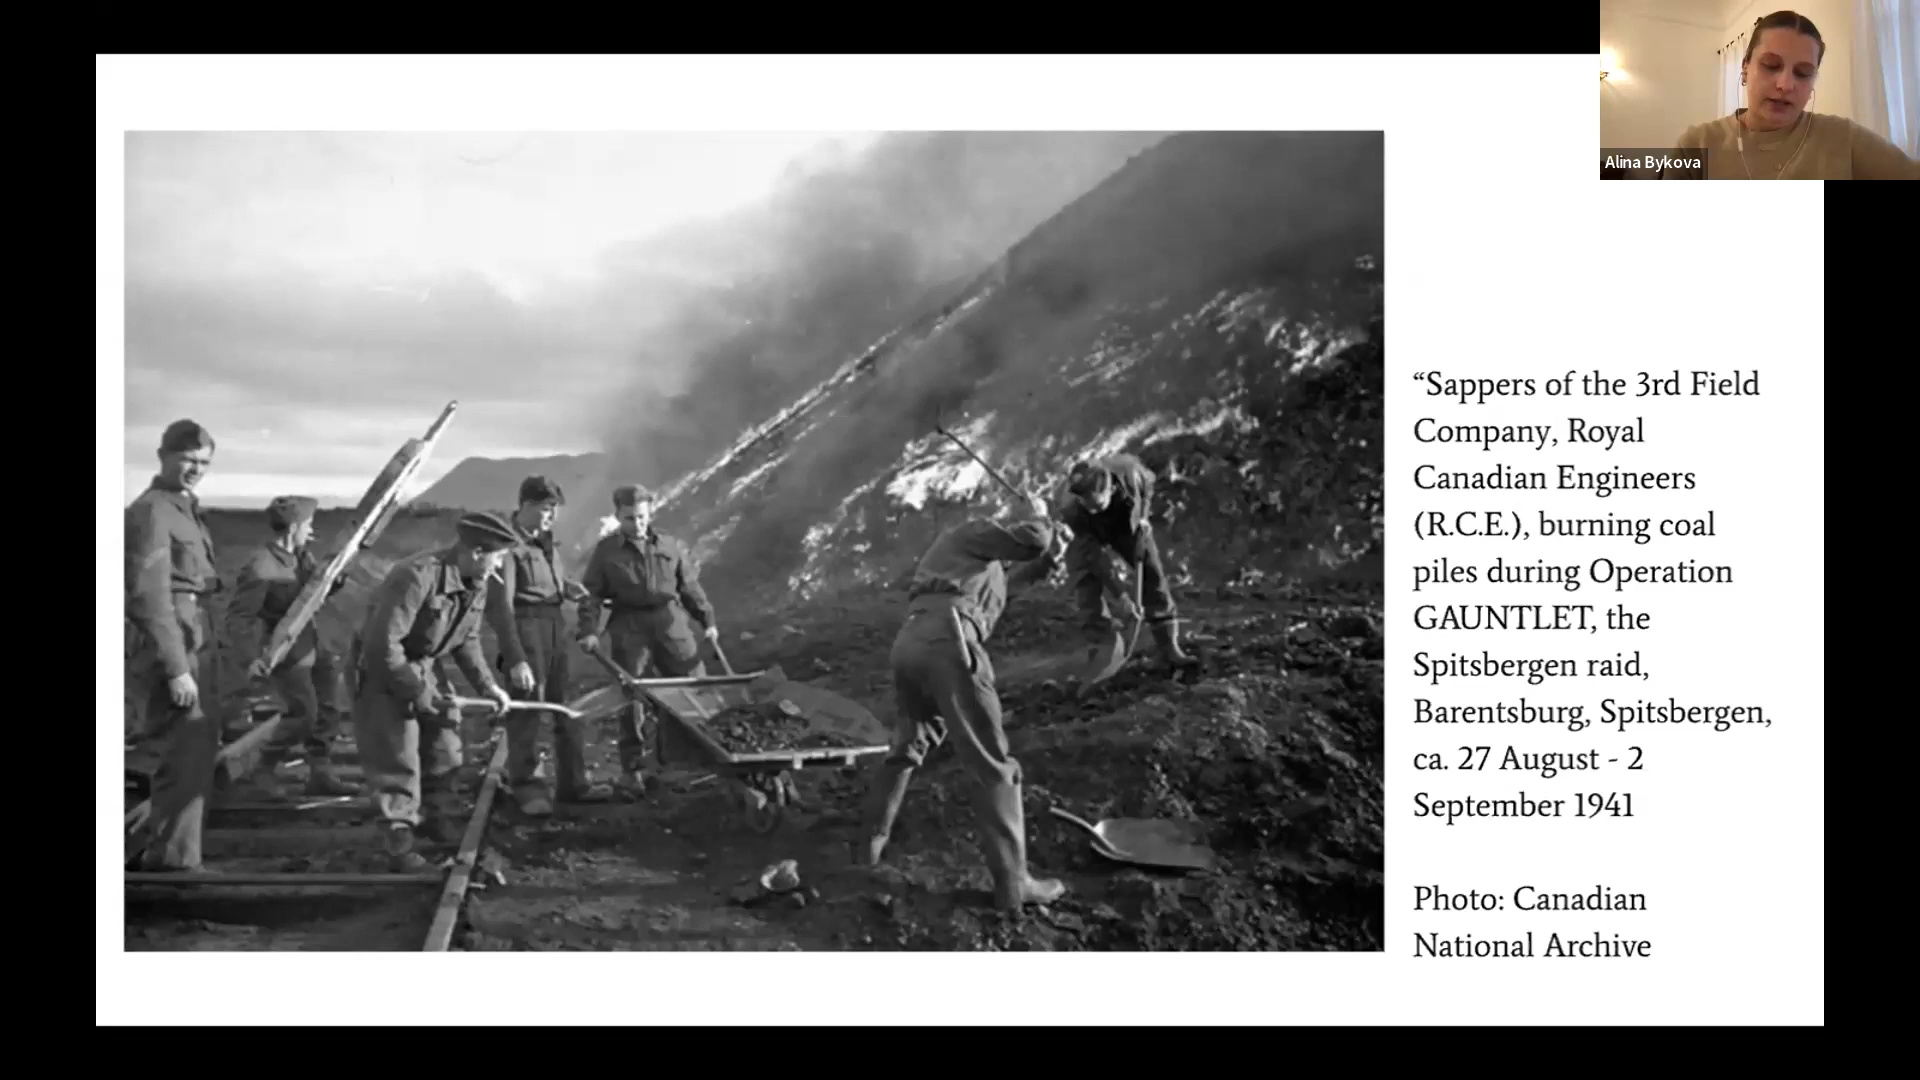 Alina Bykova
“Sappers of the 3rd Field
Company, Royal
Canadian Engineers
(R.C.E.), burning coal
piles during Operation
GAUNTLET, the
Spitsbergen raid,
Barentsburg, Spitsbergen,
ca. 27 August - 2
September 1941
Photo: Canadian
National Archive